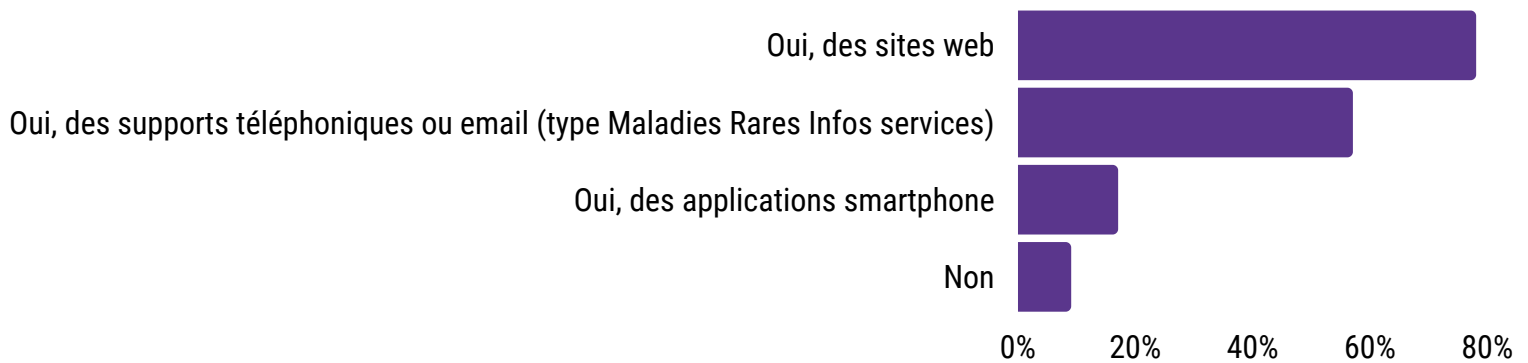 Oui, des sites web
Oui, des supports téléphoniques ou email (type Maladies Rares Infos services)
Oui, des applications smartphone
Non
0% 20% 40% 60% 80%